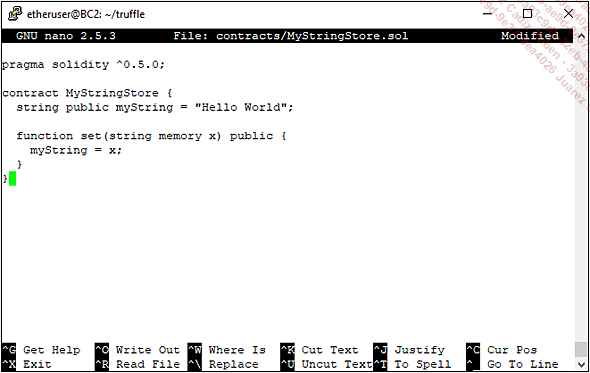 etheruser@BC2: ~/truffle
GNU nano 2.5.3 File: contracts/MyStringStore.sol Modified
pragma solidity ^0.5.0;
contract MyStringStore {
string public myString = "Hello World";
function set(string memory x) public {
myString = x;
}
}
^G Get Help ^O Write Out ^W Where Is ^K Cut Text ^J Justify ^C Cur Pos
^X Exit ^R Read File ^\ Replace ^U Uncut Text ^T To Spell ^_ Go To Line